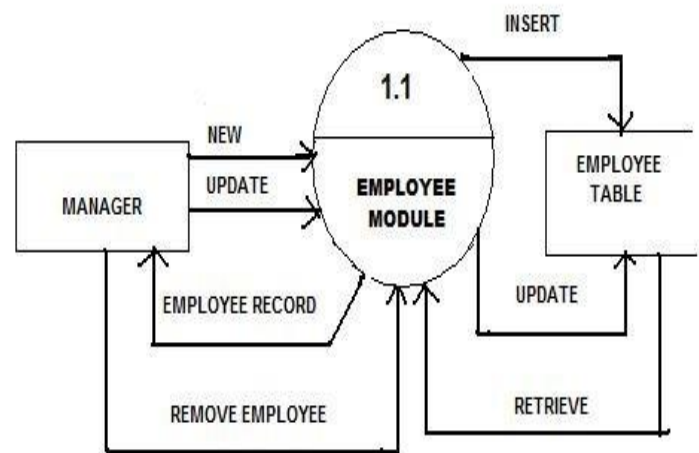 INSERT
1.1
NEW
UPDATE
MANAGER
EMPLOYEE
MODULE
EMPLOYEE
TABLE
EMPLOYEE RECORD
UPDATE
REMOVE EMPLOYEE
RETRIEVE